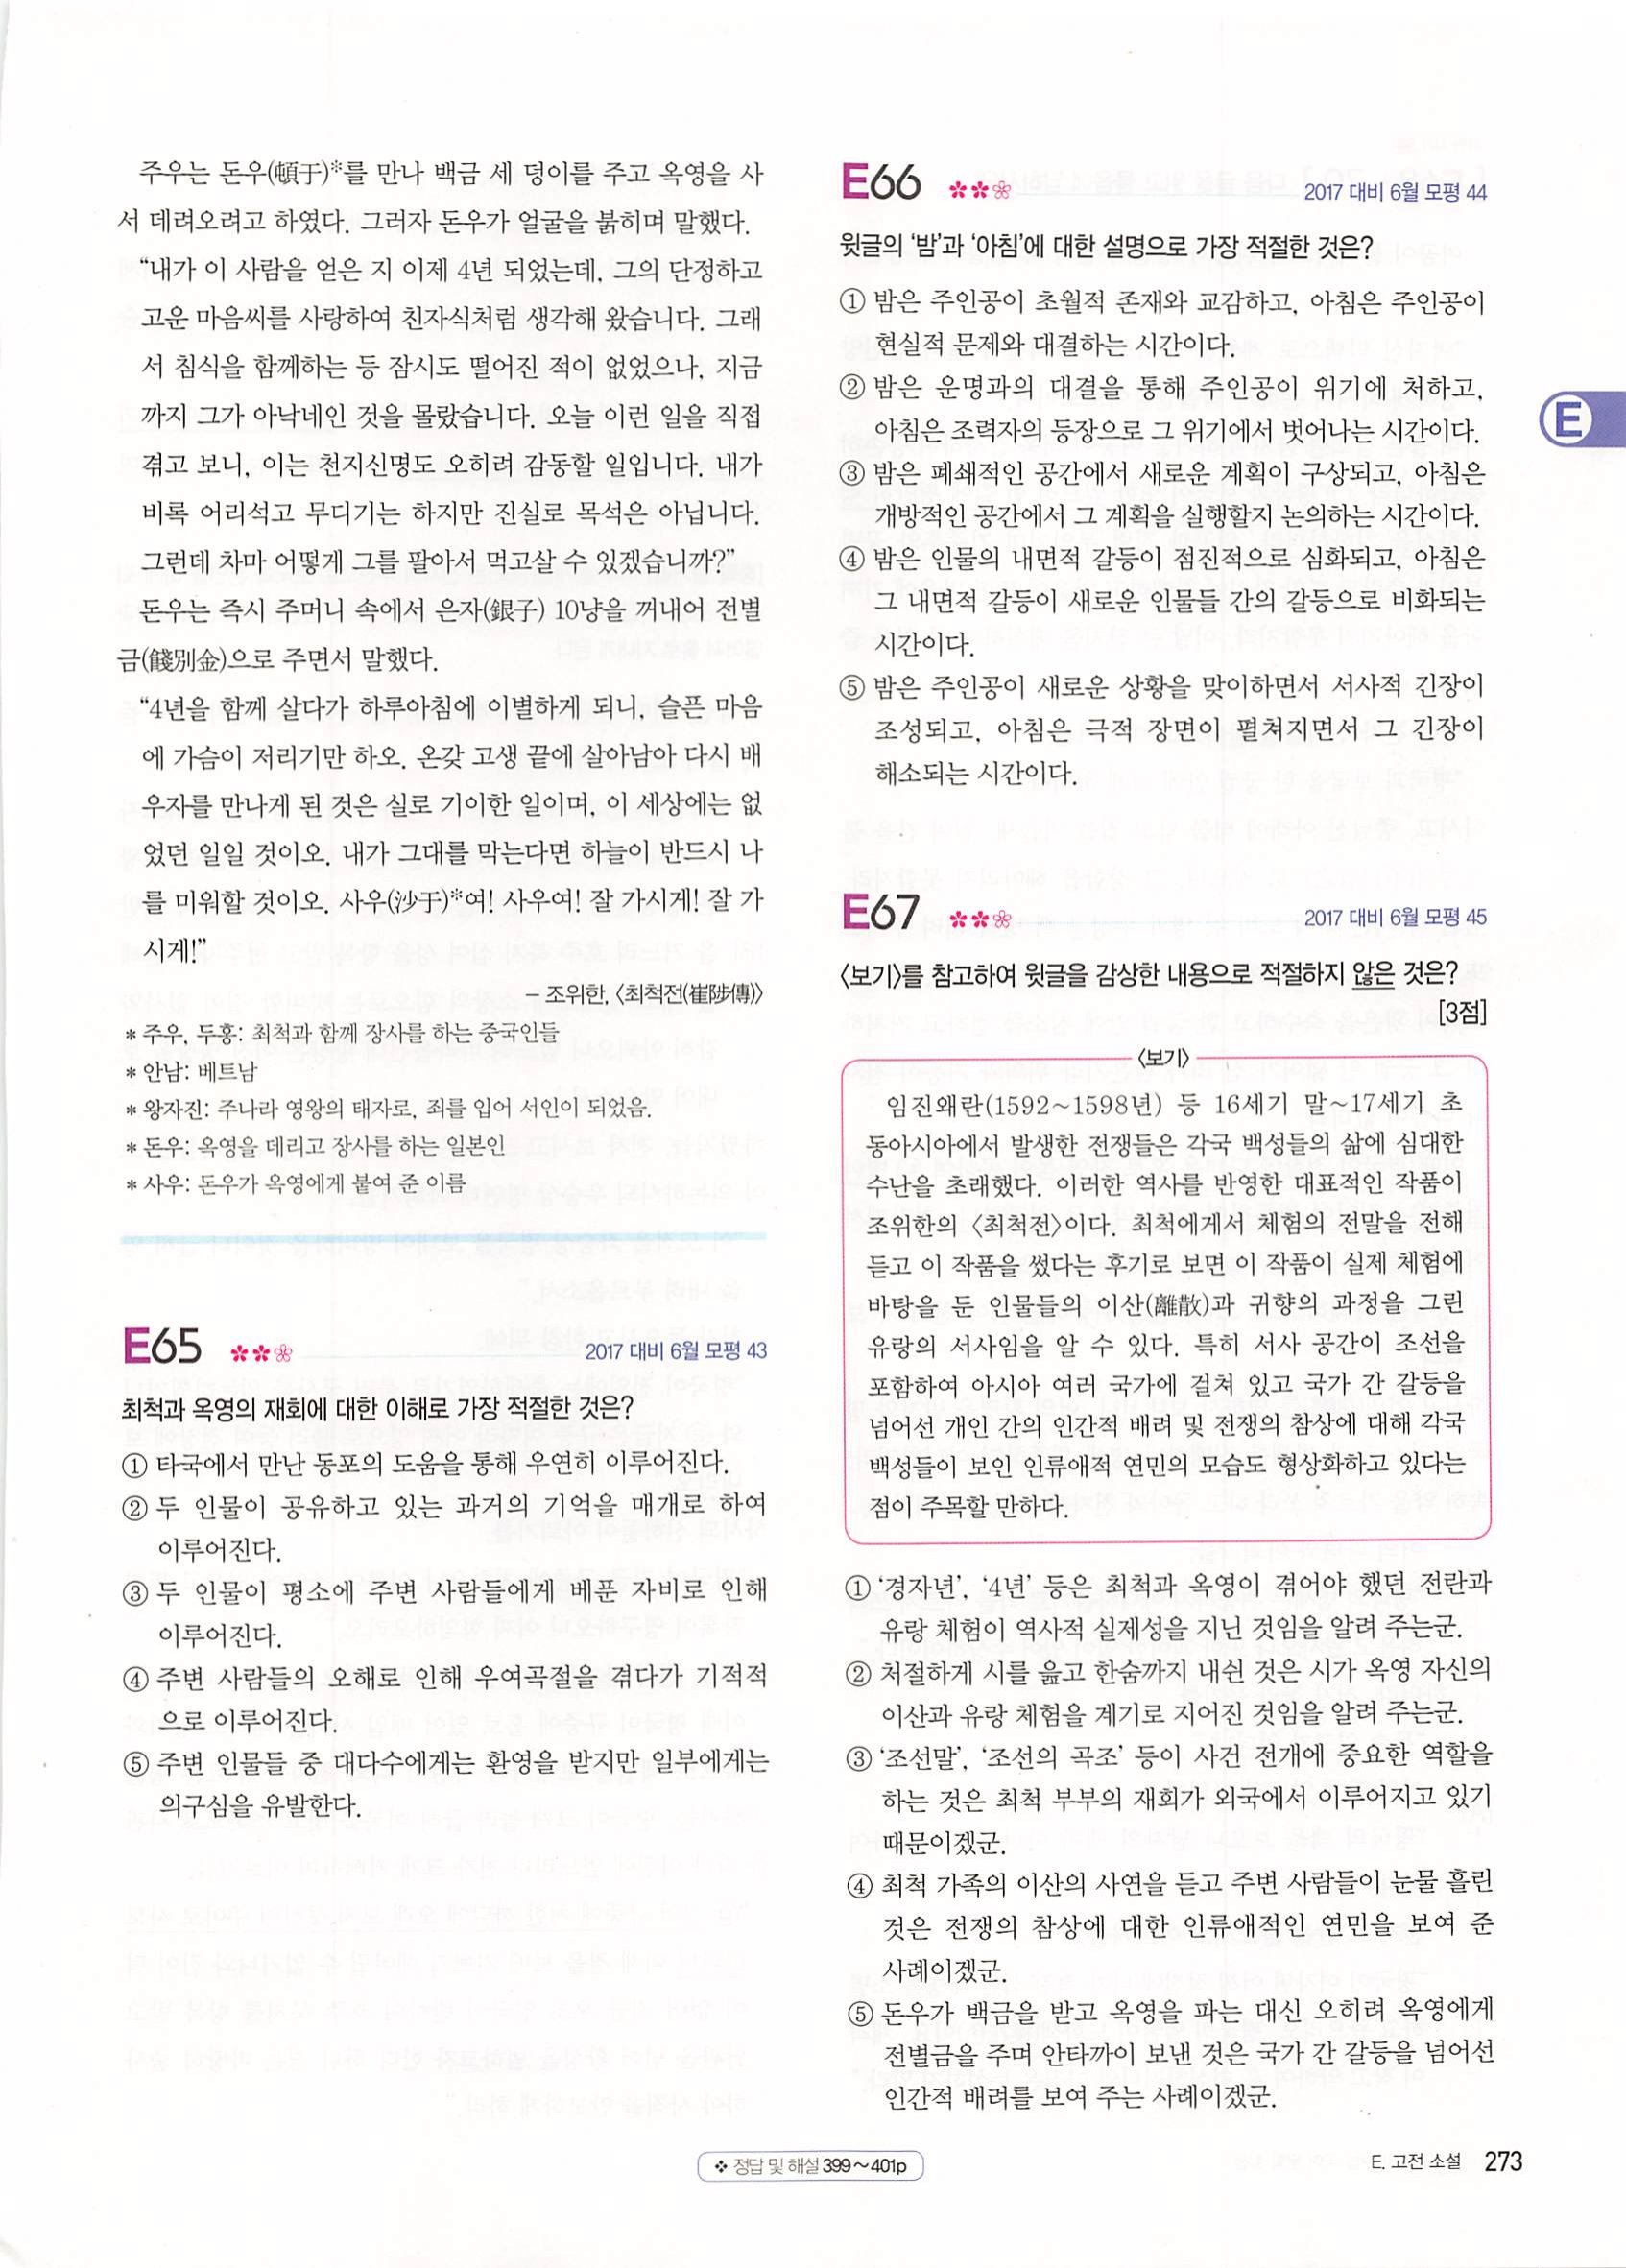 주우는 돈우(頓于)*를 만나 백금 세 덩이를 주고 옥영을 사
서 데려오려고 하였다. 그러자 돈우가 얼굴을 붉히며 말했다.
“내가 이 사람을 얻은 지 이제 4년 되었는데, 그의 단정하고
고운 마음씨를 사랑하여 친자식처럼 생각해 왔습니다. 그래
서 침식을 함께하는 등 잠시도 떨어진 적이 없었으나, 지금
까지 그가 아낙네인 것을 몰랐습니다. 오늘 이런 일을 직접
겪고 보니, 이는 천지신명도 오히려 감동할 일입니다. 내가
비록 어리석고 무디기는 하지만 진실로 목석은 아닙니다.
그런데 차마 어떻게 그를 팔아서 먹고살 수 있겠습니까?”
돈우는 즉시 주머니 속에서 은자(銀子) 10냥을 꺼내어 전별
금(餞別金)으로 주면서 말했다.
“4년을 함께 살다가 하루아침에 이별하게 되니, 슬픈 마음
에 가슴이 저리기만 하오. 온갖 고생 끝에 살아남아 다시 배
우자를 만나게 된 것은 실로 기이한 일이며, 이 세상에는 없
었던 일일 것이오. 내가 그대를 막는다면 하늘이 반드시 나
를 미워할 것이오. 사우(沙于)*여! 사우여! 잘 가시게! 잘 가
시게!”
- 조위한, 〈최척전(崔陟傳)〉
* 주우, 두홍: 최척과 함께 장사를 하는 중국인들
* 안남: 베트남
* 왕자진: 주나라 영왕의 태자로, 죄를 입어 서인이 되었음.
* 돈우: 옥영을 데리고 장사를 하는 일본인
* 사우: 돈우가 옥영에게 붙여 준 이름
E65 2017 대비 6월 모평 43
최척과 옥영의 재회에 대한 이해로 가장 적절한 것은?
① 타국에서 만난 동포의 도움을 통해 우연히 이루어진다.
② 두 인물이 공유하고 있는 과거의 기억을 매개로 하여
이루어진다.
③ 두 인물이 평소에 주변 사람들에게 베푼 자비로 인해
이루어진다.
④ 주변 사람들의 오해로 인해 우여곡절을 겪다가 기적적
으로 이루어진다.
⑤ 주변 인물들 중 대다수에게는 환영을 받지만 일부에게는
의구심을 유발한다.
E66 2017 대비 6월 모평 44
윗글의 ‘밤’과 ‘아침’에 대한 설명으로 가장 적절한 것은?
① 밤은 주인공이 초월적 존재와 교감하고, 아침은 주인공이
현실적 문제와 대결하는 시간이다.
② 밤은 운명과의 대결을 통해 주인공이 위기에 처하고,
아침은 조력자의 등장으로 그 위기에서 벗어나는 시간이다.
③ 밤은 폐쇄적인 공간에서 새로운 계획이 구상되고, 아침은
개방적인 공간에서 그 계획을 실행할지 논의하는 시간이다.
④ 밤은 인물의 내면적 갈등이 점진적으로 심화되고, 아침은
그 내면적 갈등이 새로운 인물들 간의 갈등으로 비화되는
시간이다.
⑤ 밤은 주인공이 새로운 상황을 맞이하면서 서사적 긴장이
조성되고, 아침은 극적 장면이 펼쳐지면서 그 긴장이
해소되는 시간이다.
E
E67 2017 대비 6월 모평 45
〈보기〉를 참고하여 윗글을 감상한 내용으로 적절하지 않은 것은?
[3점]
〈보기〉
임진왜란(1592~1598년) 등 16세기 말~17세기 초
동아시아에서 발생한 전쟁들은 각국 백성들의 삶에 심대한
수난을 초래했다. 이러한 역사를 반영한 대표적인 작품이
조위한의 〈최척전〉이다. 최척에게서 체험의 전말을 전해
듣고 이 작품을 썼다는 후기로 보면 이 작품이 실제 체험에
바탕을 둔 인물들의 이산(離散)과 귀향의 과정을 그린
유랑의 서사임을 알 수 있다. 특히 서사 공간이 조선을
포함하여 아시아 여러 국가에 걸쳐 있고 국가 간 갈등을
넘어선 개인 간의 인간적 배려 및 전쟁의 참상에 대해 각국
백성들이 보인 인류애적 연민의 모습도 형상화하고 있다는
점이 주목할 만하다.
① ‘경자년’, ‘4년’ 등은 최척과 옥영이 겪어야 했던 전란과
유랑 체험이 역사적 실제성을 지닌 것임을 알려 주는군.
② 처절하게 시를 읊고 한숨까지 내쉰 것은 시가 옥영 자신의
이산과 유랑 체험을 계기로 지어진 것임을 알려 주는군.
③ ‘조선말’, ‘조선의 곡조’ 등이 사건 전개에 중요한 역할을
하는 것은 최척 부부의 재회가 외국에서 이루어지고 있기
때문이겠군.
④ 최척 가족의 이산의 사연을 듣고 주변 사람들이 눈물 흘린
것은 전쟁의 참상에 대한 인류애적인 연민을 보여 준
사례이겠군.
⑤ 돈우가 백금을 받고 옥영을 파는 대신 오히려 옥영에게
전별금을 주며 안타까이 보낸 것은 국가 간 갈등을 넘어선
인간적 배려를 보여 주는 사례이겠군.
❖ 정답 및 해설 399~401p
E. 고전 소설 273